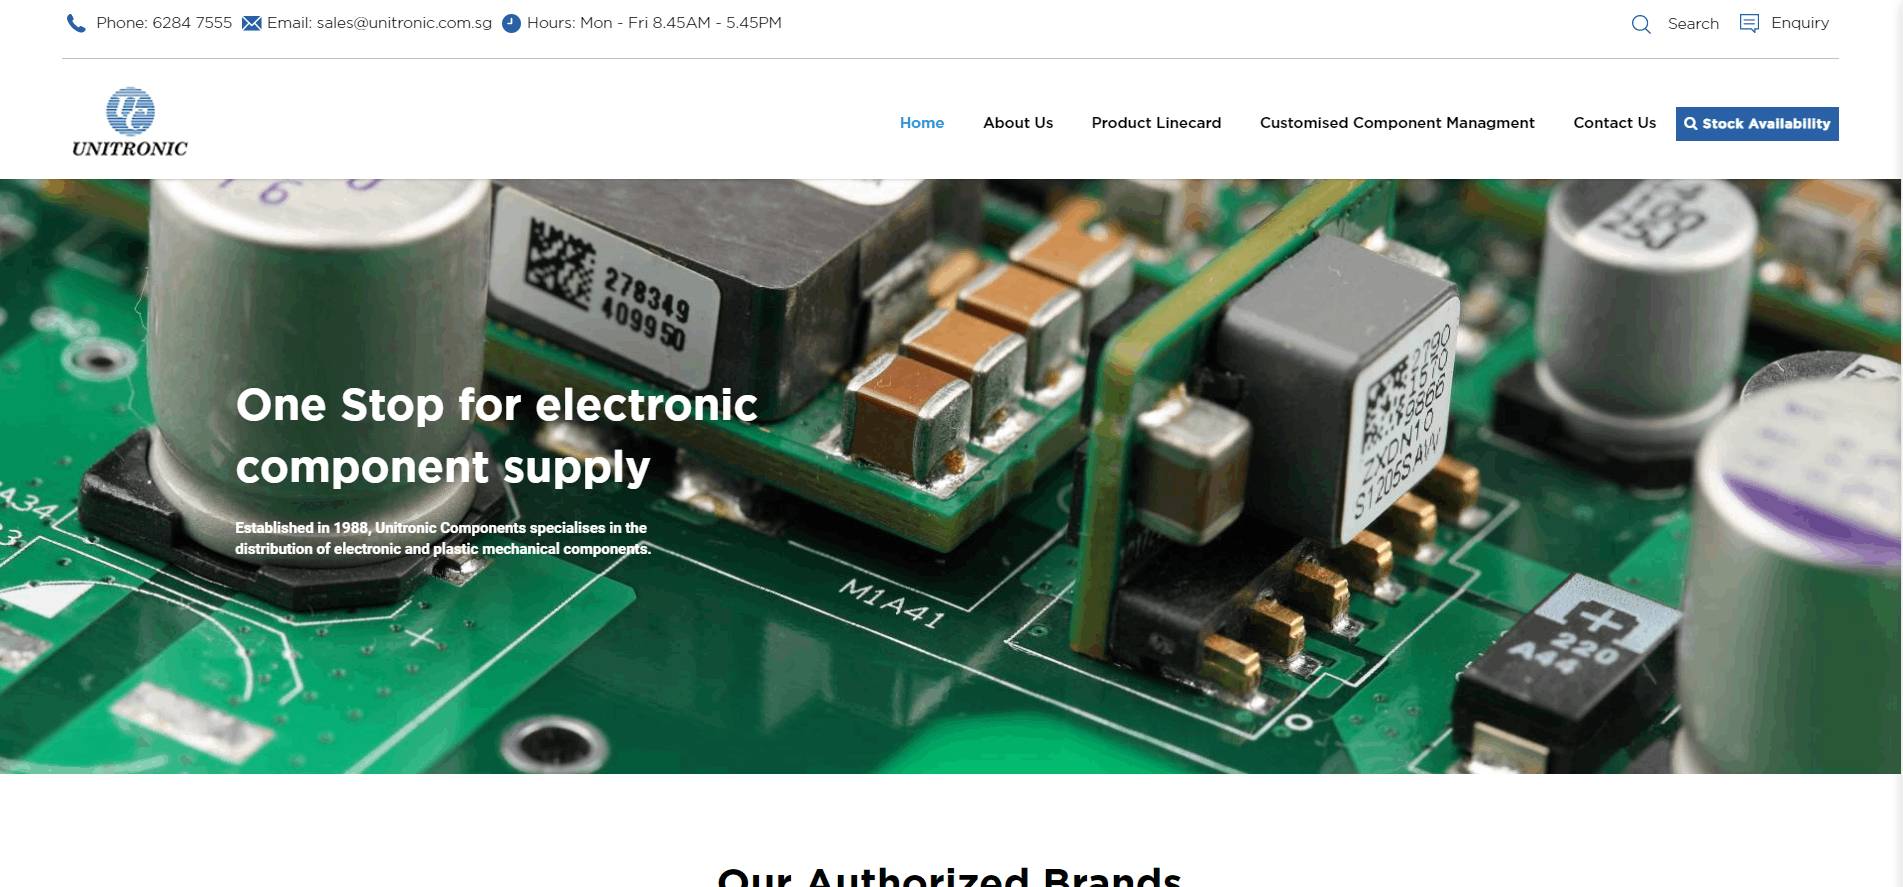 Phone: 6284 7555 Email: sales@unitronic.com.sg Hours: Mon - Fri 8.45AM - 5.45PM
Search Enquiry
UNITRONIC
Home About Us Product Linecard Customised Component Managment Contact Us Stock Availability
278349
409950
One Stop for electronic
component supply
Established in 1988, Unitronic Components specialises in the
distribution of electronic and plastic mechanical components.
ZXDN10
S1205SAW
M1A41
220
A44
Our Authorized Brands